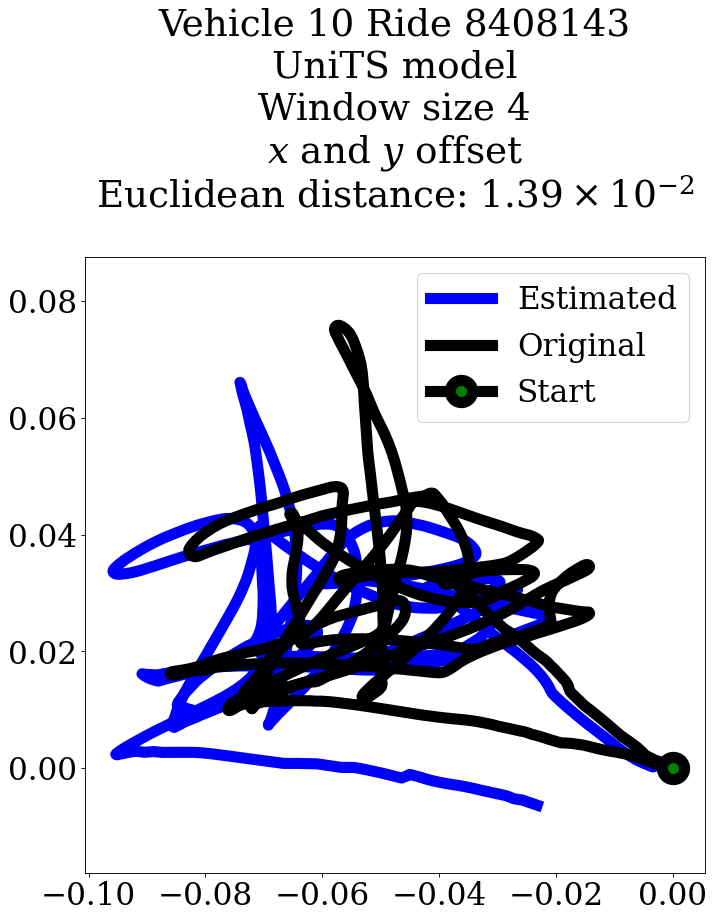 Vehicle 10 Ride 8408143
UniTS model
Window size 4
x and y offset
Euclidean distance: 1.39 × 10⁻²
Estimated
Original
Start
0.08
0.06
0.04
0.02
0.00
−0.10 −0.08 −0.06 −0.04 −0.02 0.00